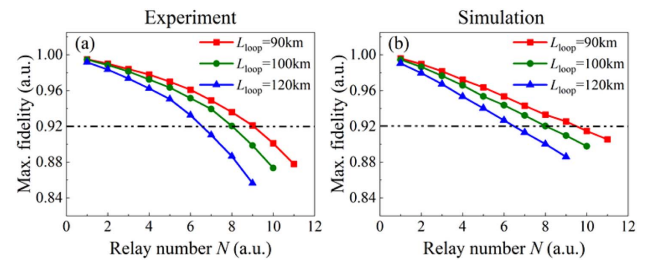 Experiment
(a)
L_loop=90km
L_loop=100km
L_loop=120km
1.00
0.96
0.92
0.88
0.84
Max. fidelity (a.u.)
0 2 4 6 8 10 12
Relay number N (a.u.)
Simulation
(b)
L_loop=90km
L_loop=100km
L_loop=120km
1.00
0.96
0.92
0.88
0.84
Max. fidelity (a.u.)
0 2 4 6 8 10 12
Relay number N (a.u.)